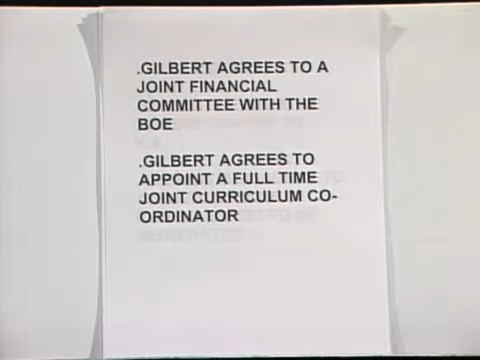 .GILBERT AGREES TO A
JOINT FINANCIAL
COMMITTEE WITH THE
BOE
.GILBERT AGREES TO
APPOINT A FULL TIME
JOINT CURRICULUM CO-
ORDINATOR